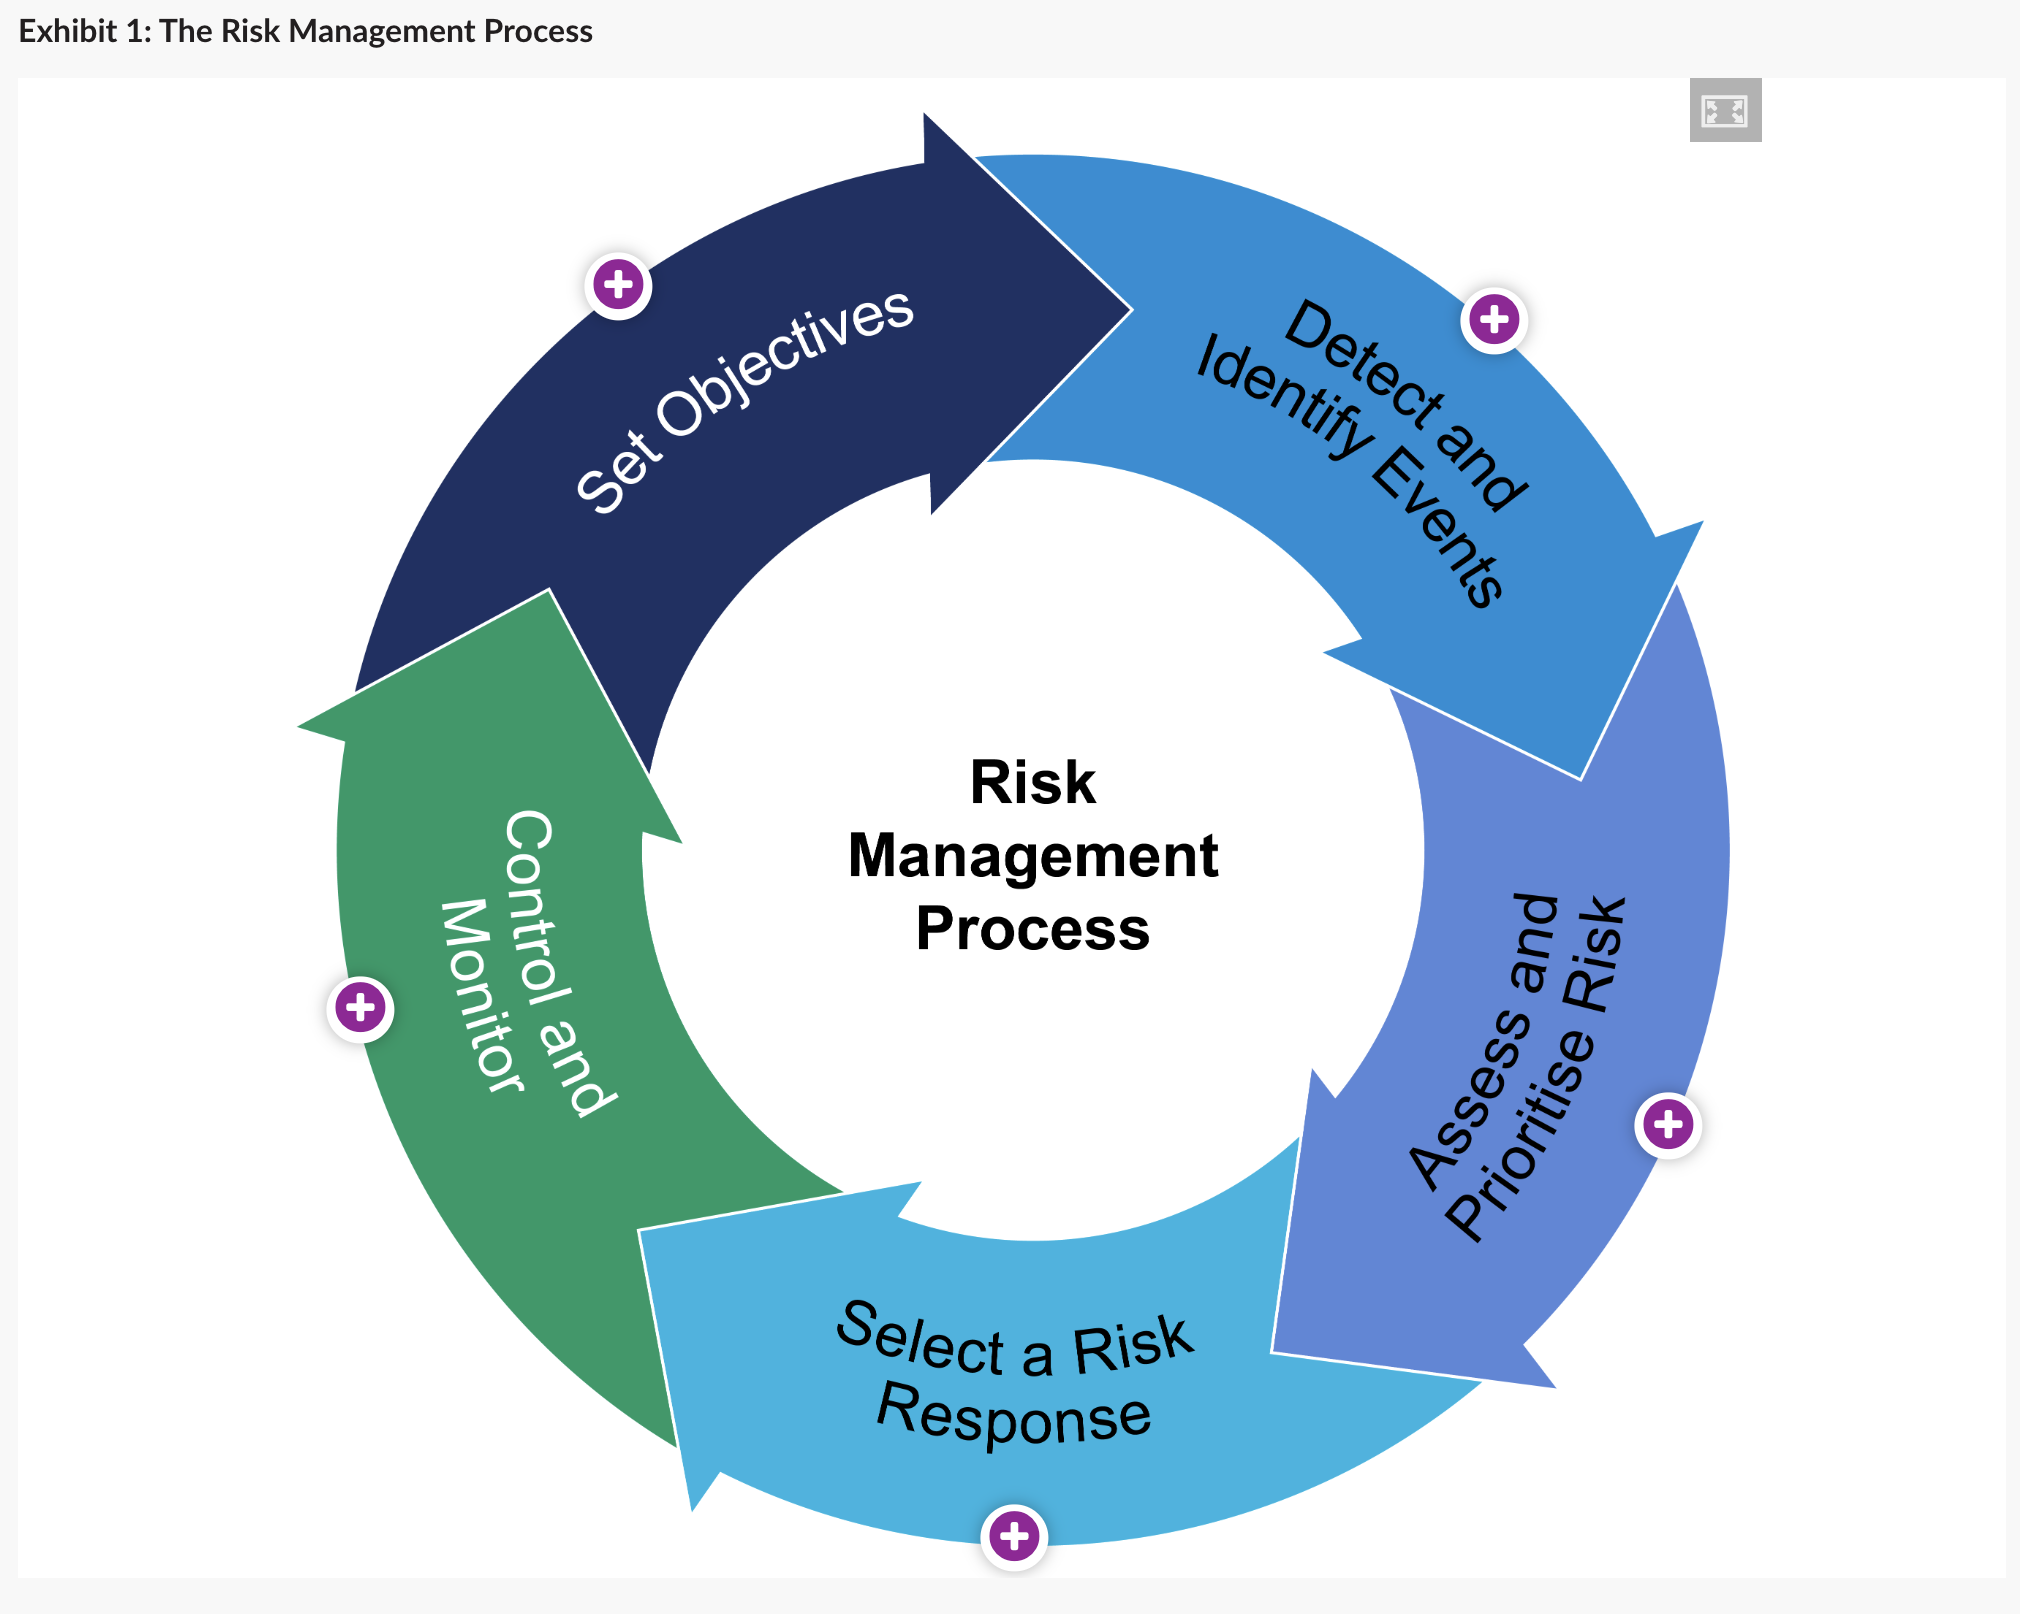 Exhibit 1: The Risk Management Process
Set Objectives
Detect and
Identify Events
Assess and
Prioritise Risk
Select a Risk
Response
Control and
Monitor
Risk
Management
Process